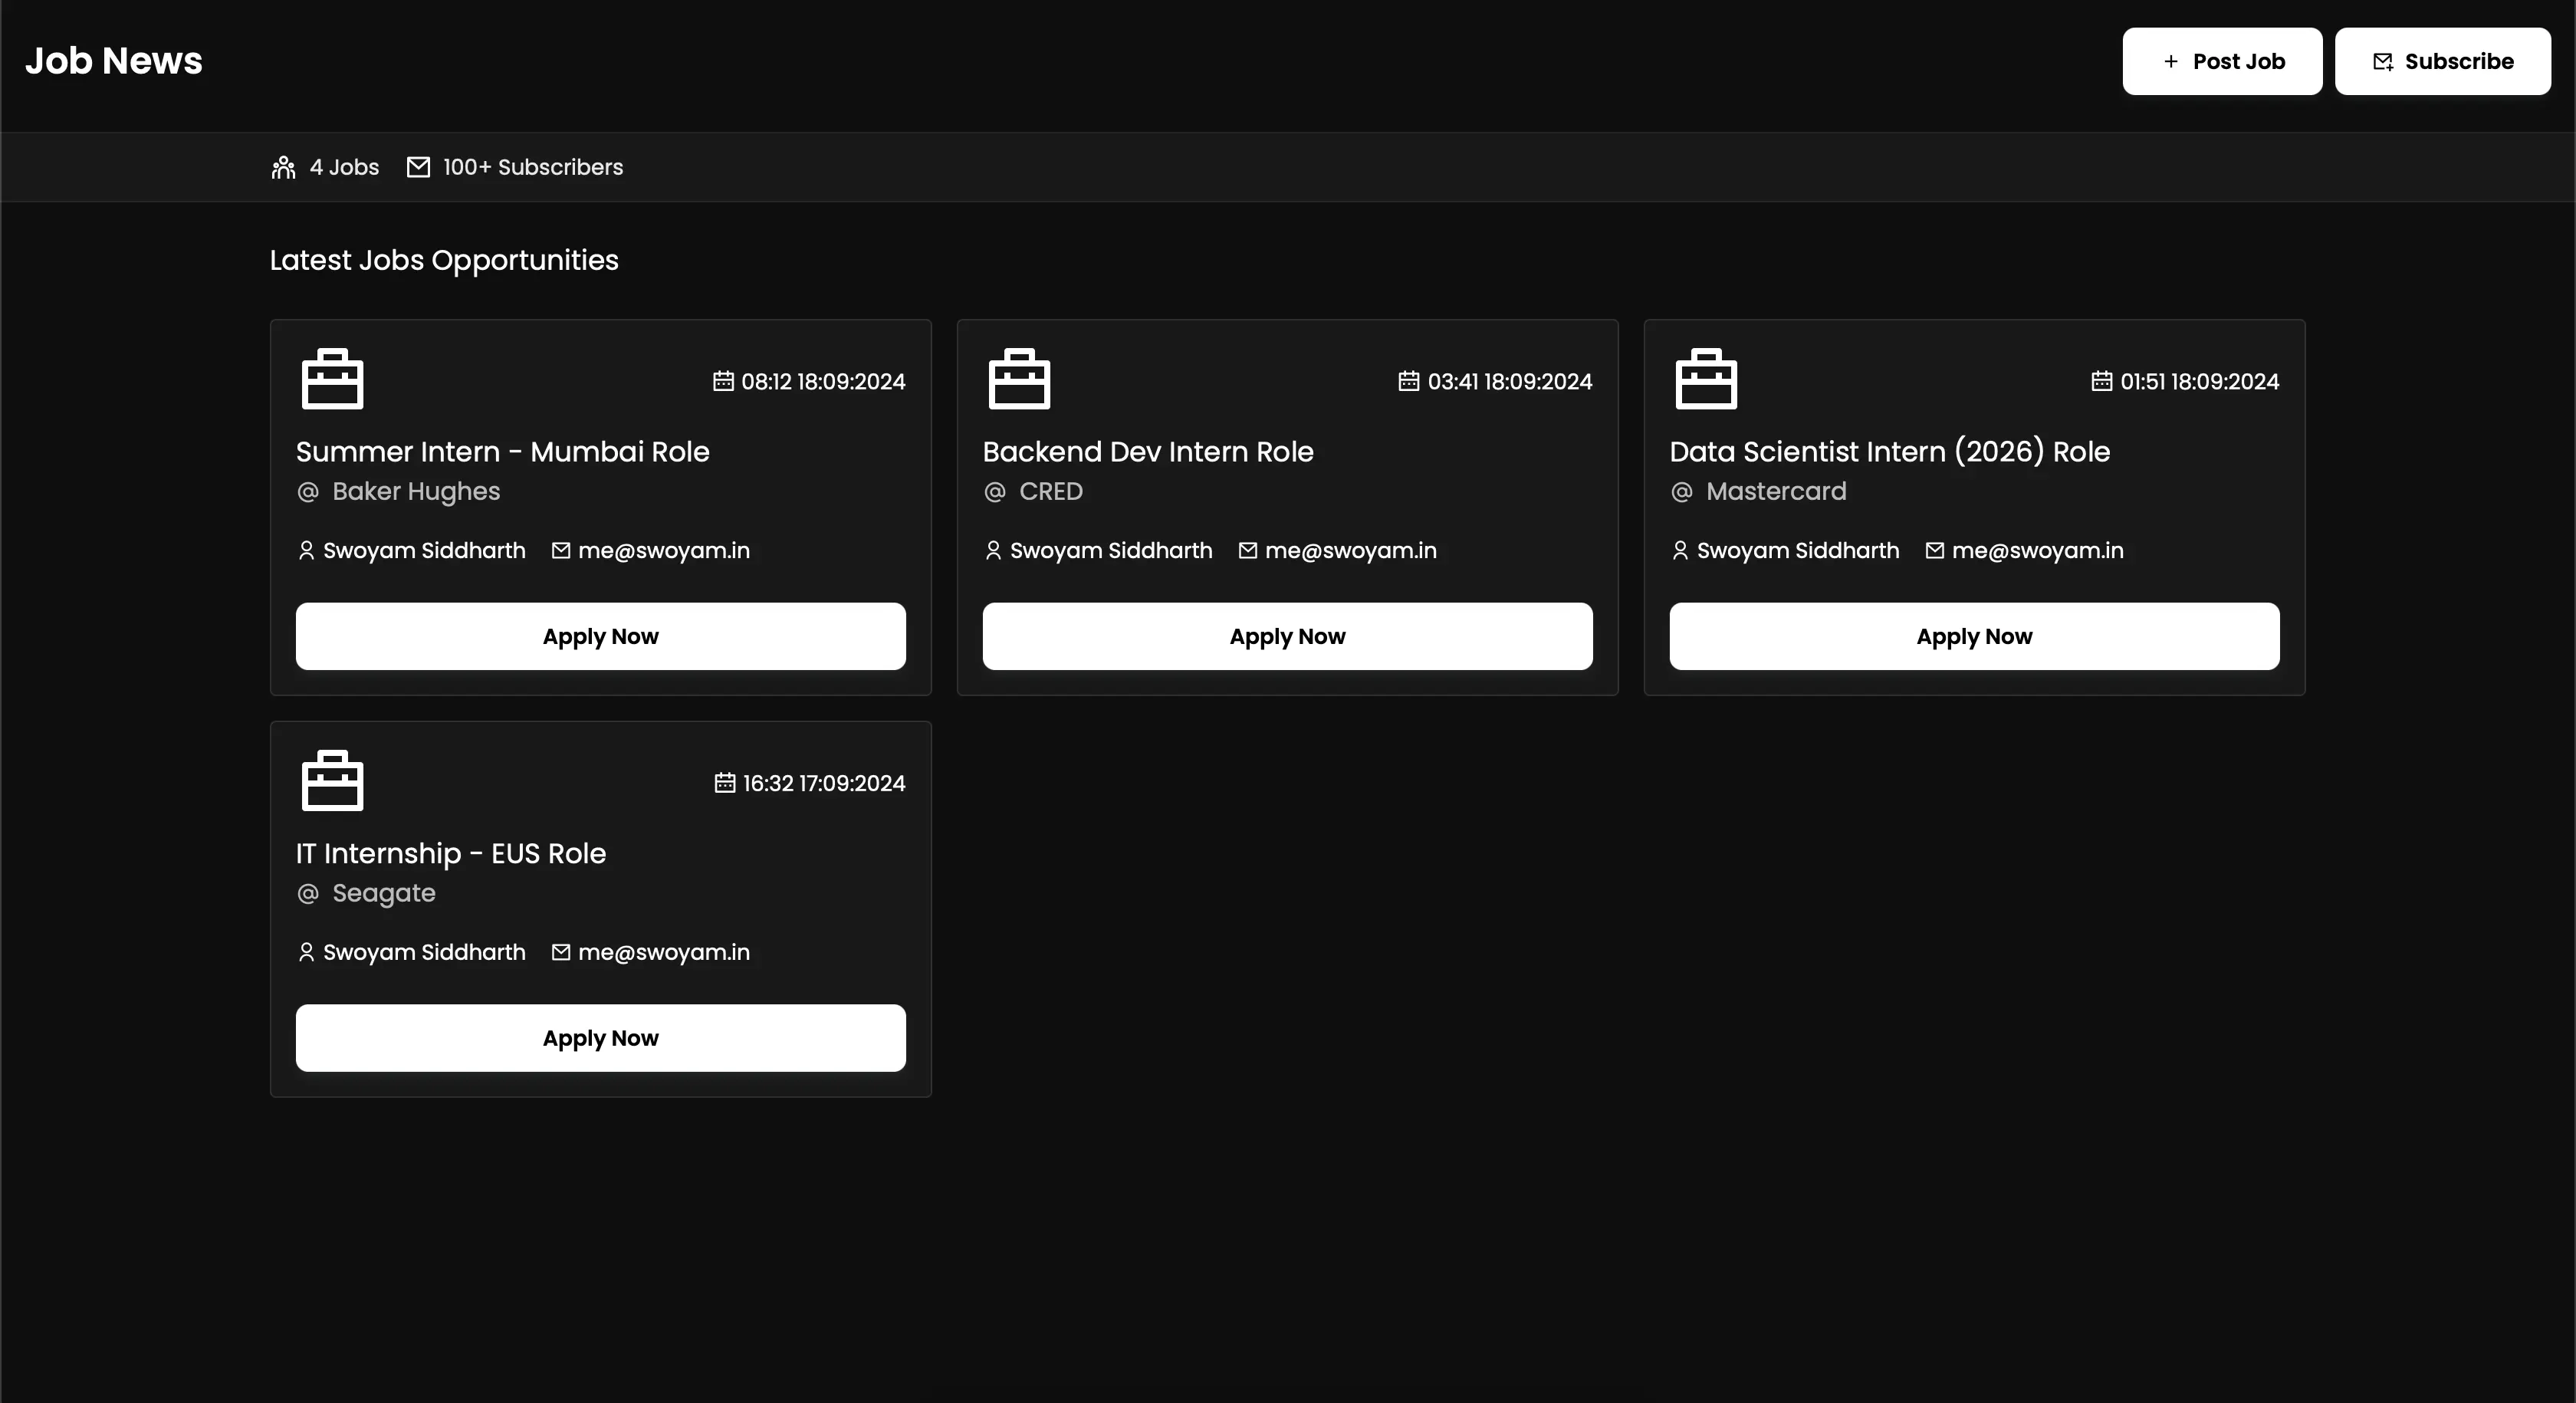 Job News
+ Post Job
Subscribe
4 Jobs
100+ Subscribers
Latest Jobs Opportunities
08:12 18:09:2024
Summer Intern - Mumbai Role
@ Baker Hughes
Swoyam Siddharth me@swoyam.in
Apply Now
03:41 18:09:2024
Backend Dev Intern Role
@ CRED
Swoyam Siddharth me@swoyam.in
Apply Now
01:51 18:09:2024
Data Scientist Intern (2026) Role
@ Mastercard
Swoyam Siddharth me@swoyam.in
Apply Now
16:32 17:09:2024
IT Internship - EUS Role
@ Seagate
Swoyam Siddharth me@swoyam.in
Apply Now